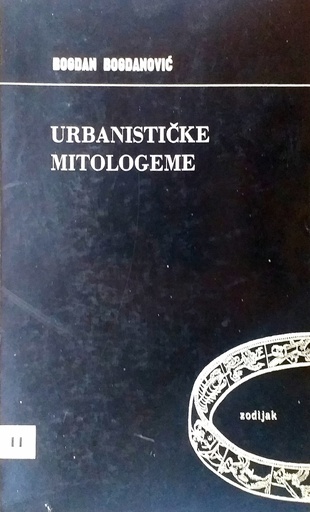 BOGDAN BOGDANOVIĆ
URBANISTIČKE
MITOLOGEME
zodijak
11